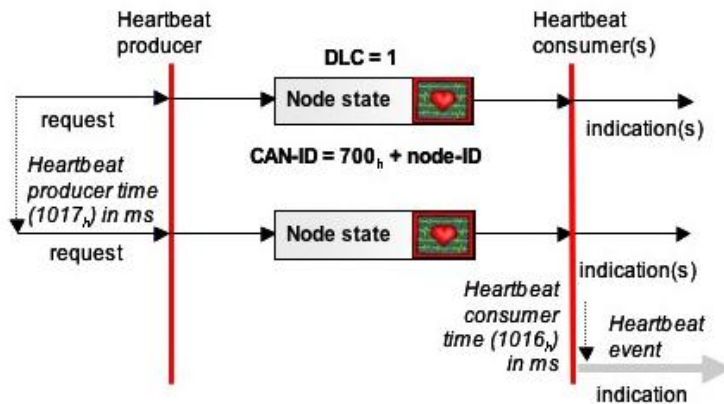 Heartbeat
producer
Heartbeat
consumer(s)
DLC = 1
Node state
request
indication(s)
CAN-ID = 700h + node-ID
Heartbeat
producer time
(1017h) in ms
Node state
request
indication(s)
Heartbeat
consumer
time (1016h)
in ms
Heartbeat
event
indication